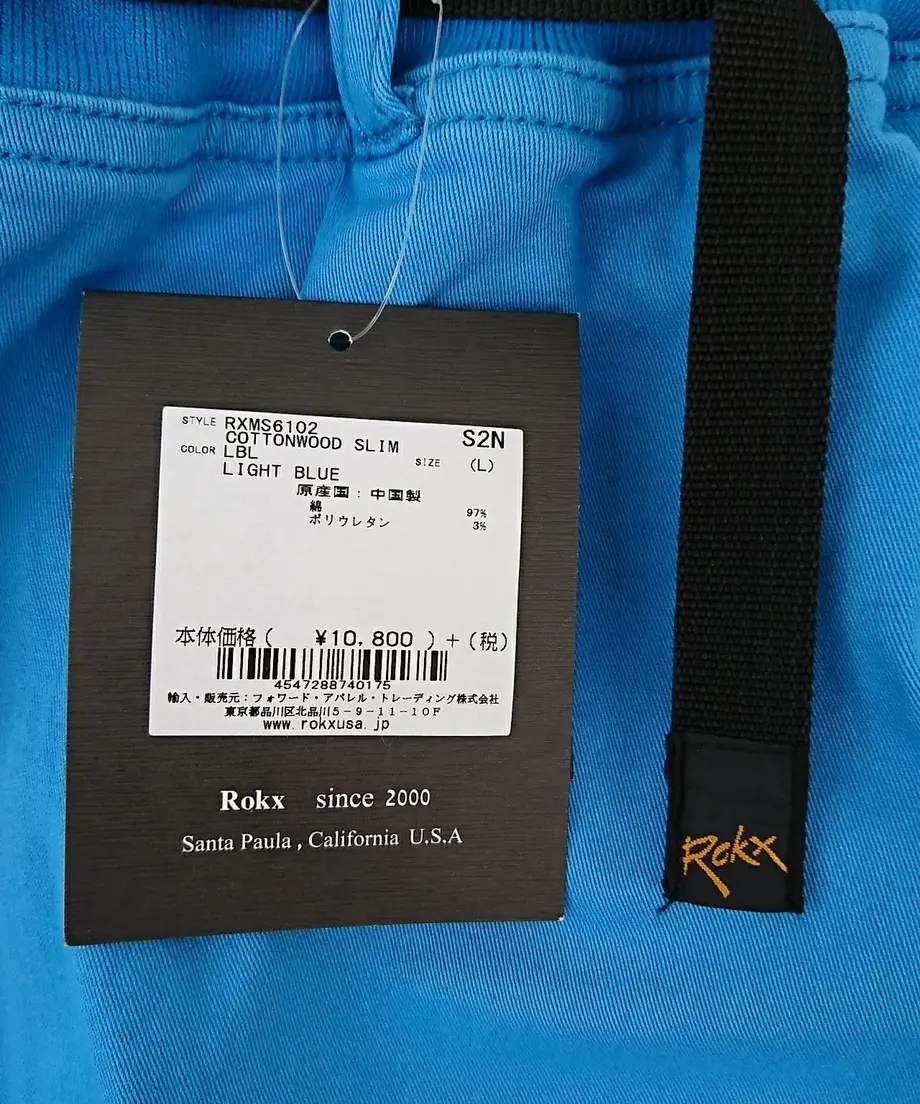 STYLE RXMS6102 S2N
COTTONWOOD SLIM
COLOR LBL SIZE (L)
LIGHT BLUE
原産国：中国製
綿 97%
ポリウレタン 3%
本体価格( ¥10,800 )+(税)
4547288740175
輸入・販売元：フォワード・アパレル・トレーディング株式会社
東京都品川区北品川5-9-11-10F
www.rokxusa.jp
Rokx since 2000
Santa Paula, California U.S.A
Rokx